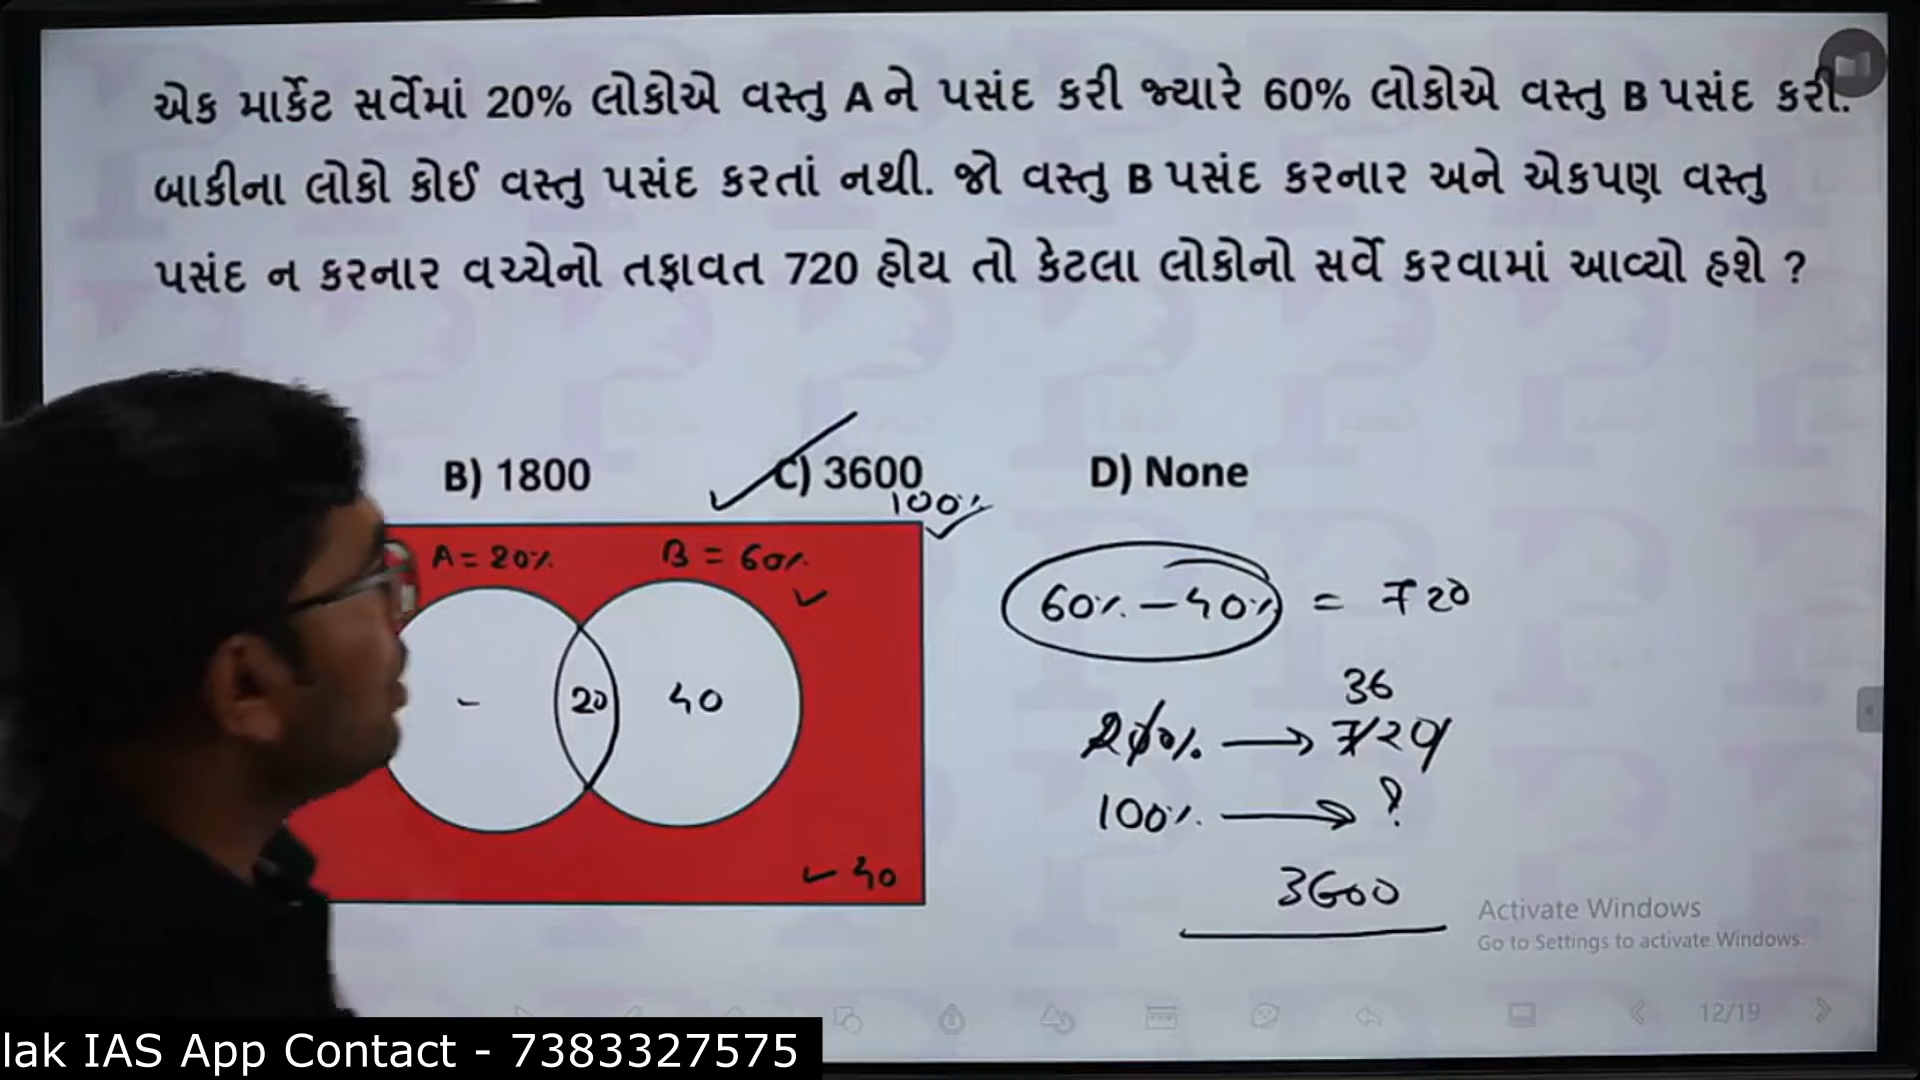 એક માર્કેટ સર્વેમાં 20% લોકોએ વસ્તુ A ને પસંદ કરી જ્યારે 60% લોકોએ વસ્તુ B પસંદ કરી.
બાકીના લોકો કોઈ વસ્તુ પસંદ કરતાં નથી. જો વસ્તુ B પસંદ કરનાર અને એકપણ વસ્તુ
પસંદ ન કરનાર વચ્ચેનો તફાવત 720 હોય તો કેટલા લોકોનો સર્વે કરવામાં આવ્યો હશે ?
B) 1800 C) 3600 D) None
100%
A = 20% B = 60%
60% - 40% = 720
- 20 40
36
20% → 720
100% → ?
40
3600
Activate Windows
Go to Settings to activate Windows.
12/19
lak IAS App Contact - 7383327575